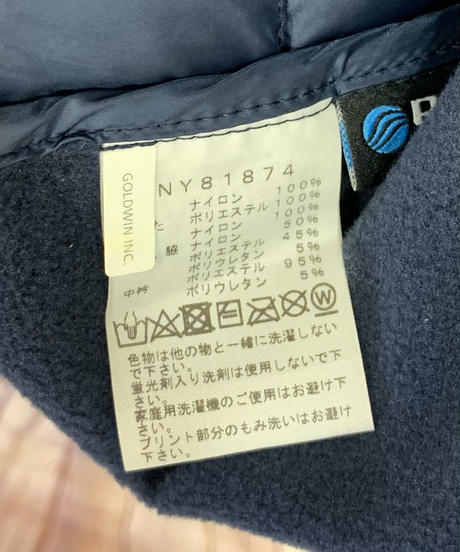 GOLDWIN INC.
NY81874
ナイロン 100%
ポリエステル 100%
た ナイロン 100%
ナイロン 50%
脇 ポリエステル 45%
ポリウレタン 5%
中衿 ポリエステル 95%
ポリウレタン 5%
W
色物は他の物と一緒に洗濯しない
で下さい。
蛍光剤入り洗剤は使用しないで下
さい。
家庭用洗濯機のご使用はお避け下
さい。
プリント部分のもみ洗いはお避け
下さい。